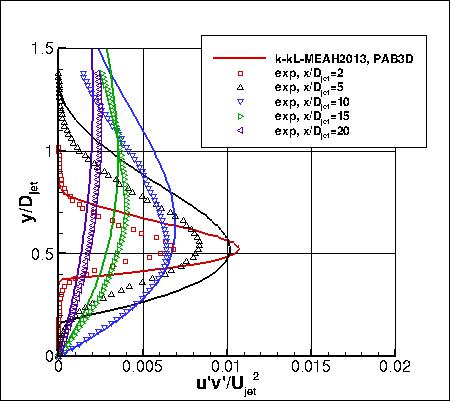 k-kL-MEAH2013, PAB3D
exp, x/Djet=2
exp, x/Djet=5
exp, x/Djet=10
exp, x/Djet=15
exp, x/Djet=20
1.5
1
0.5
0
y/Djet
0 0.005 0.01 0.015 0.02
u'v'/Ujet2